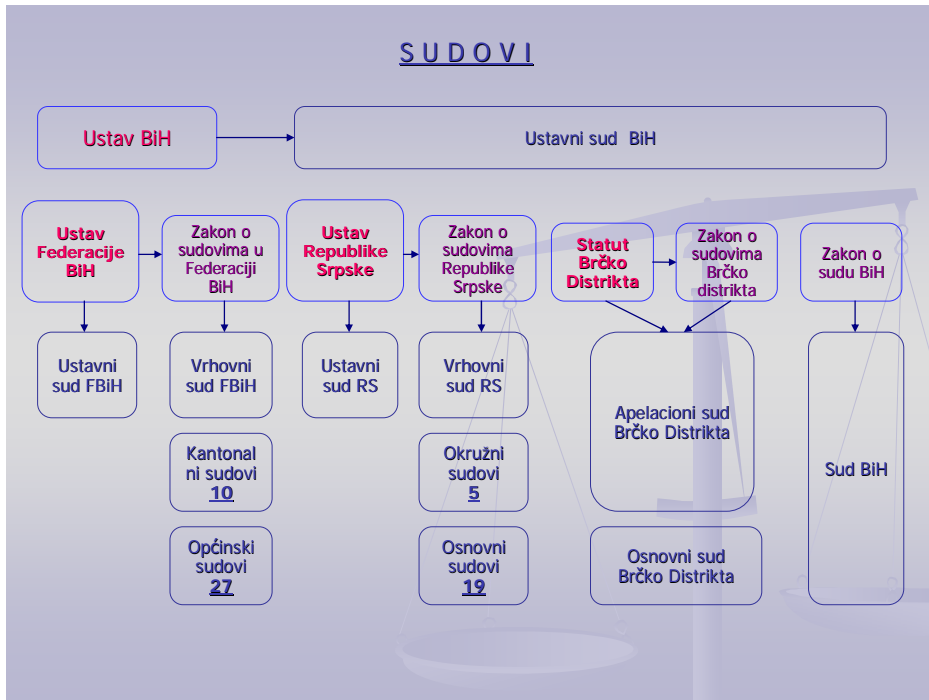 SUDOVI
Ustav BiH
Ustavni sud BiH
Ustav
Federacije
BiH
Zakon o
sudovima u
Federaciji
BiH
Ustav
Republike
Srpske
Zakon o
sudovima
Republike
Srpske
Statut
Brčko
Distrikta
Zakon o
sudovima
Brčko
distrikta
Zakon o
sudu BiH
Ustavni
sud FBiH
Vrhovni
sud FBiH
Ustavni
sud RS
Vrhovni
sud RS
Apelacioni sud
Brčko Distrikta
Sud BiH
Kantonal
ni sudovi
10
Okružni
sudovi
5
Općinski
sudovi
27
Osnovni
sudovi
19
Osnovni sud
Brčko Distrikta